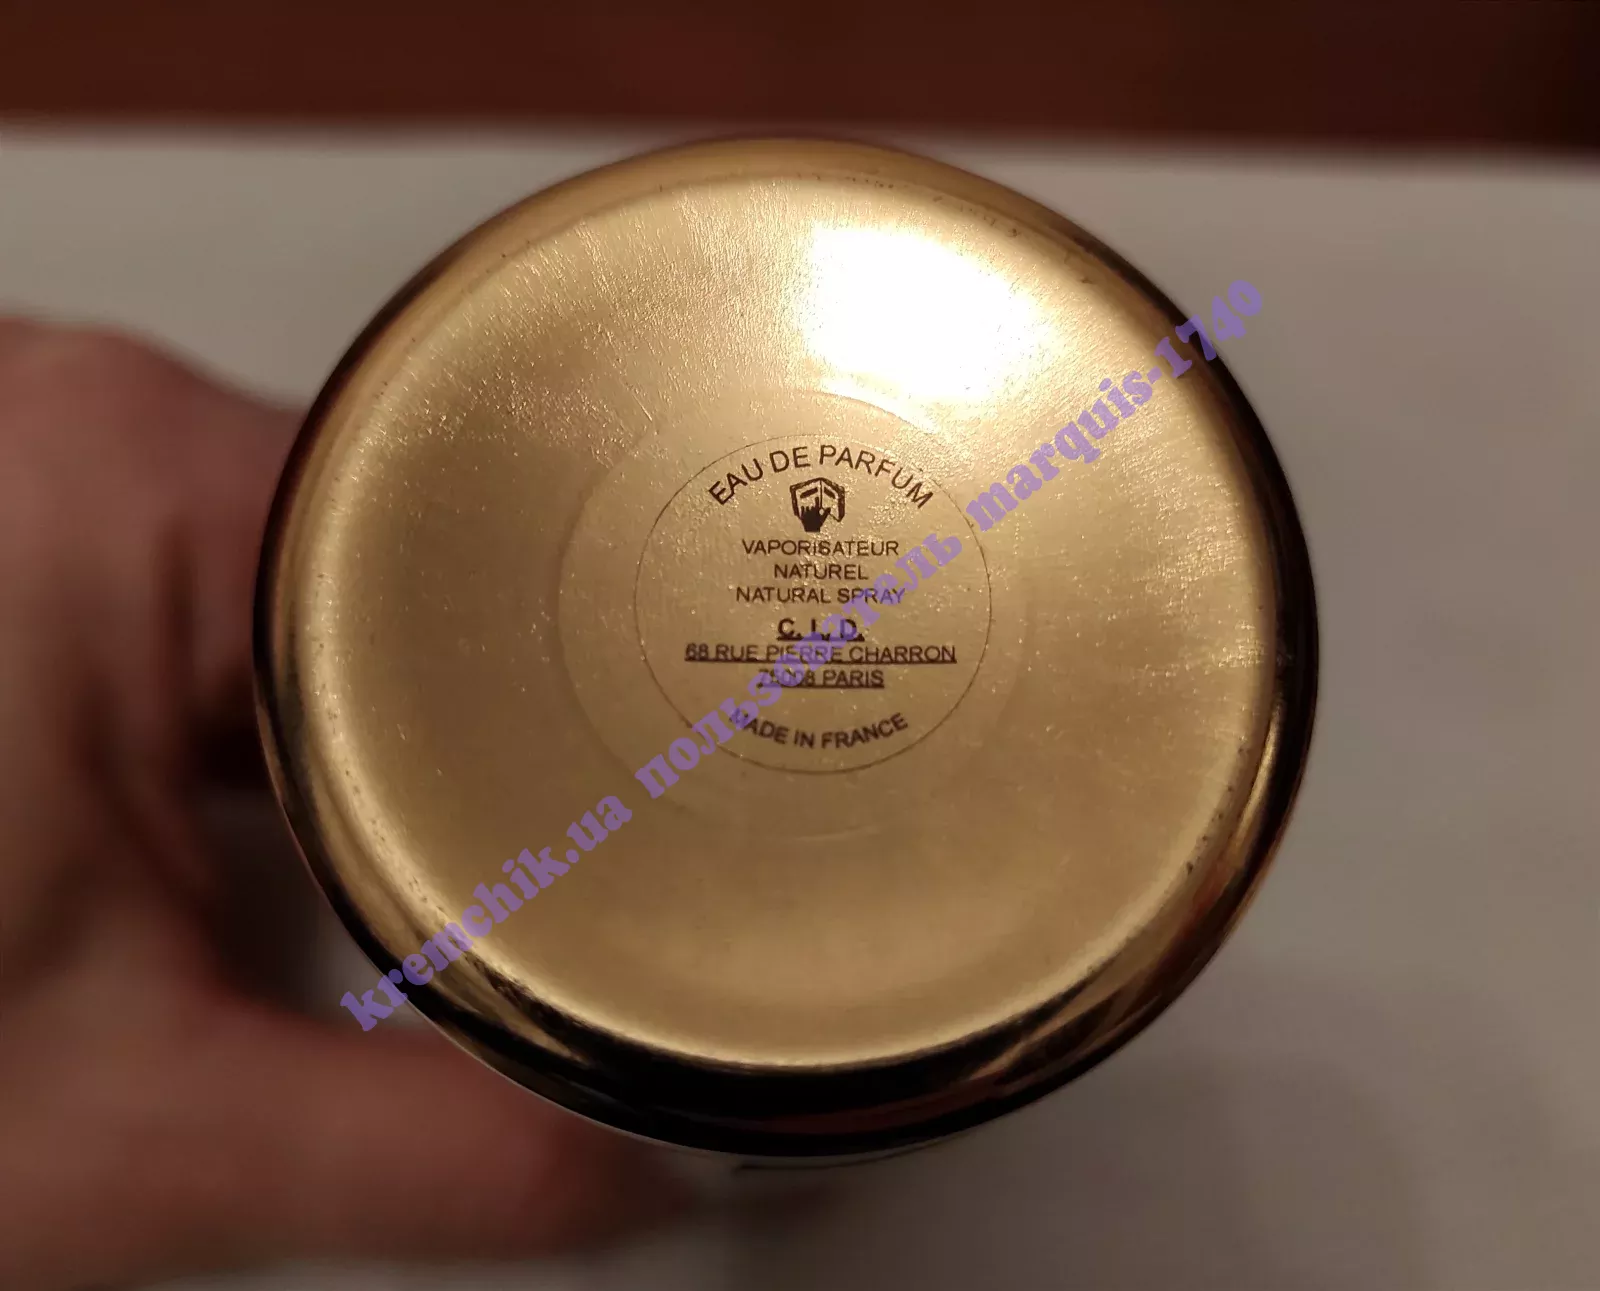 EAU DE PARFUM
VAPORISATEUR
NATUREL
NATURAL SPRAY
C. I. D.
68 RUE PIERRE CHARRON
75008 PARIS
MADE IN FRANCE
kremchik.ua пользователь marquis-1740